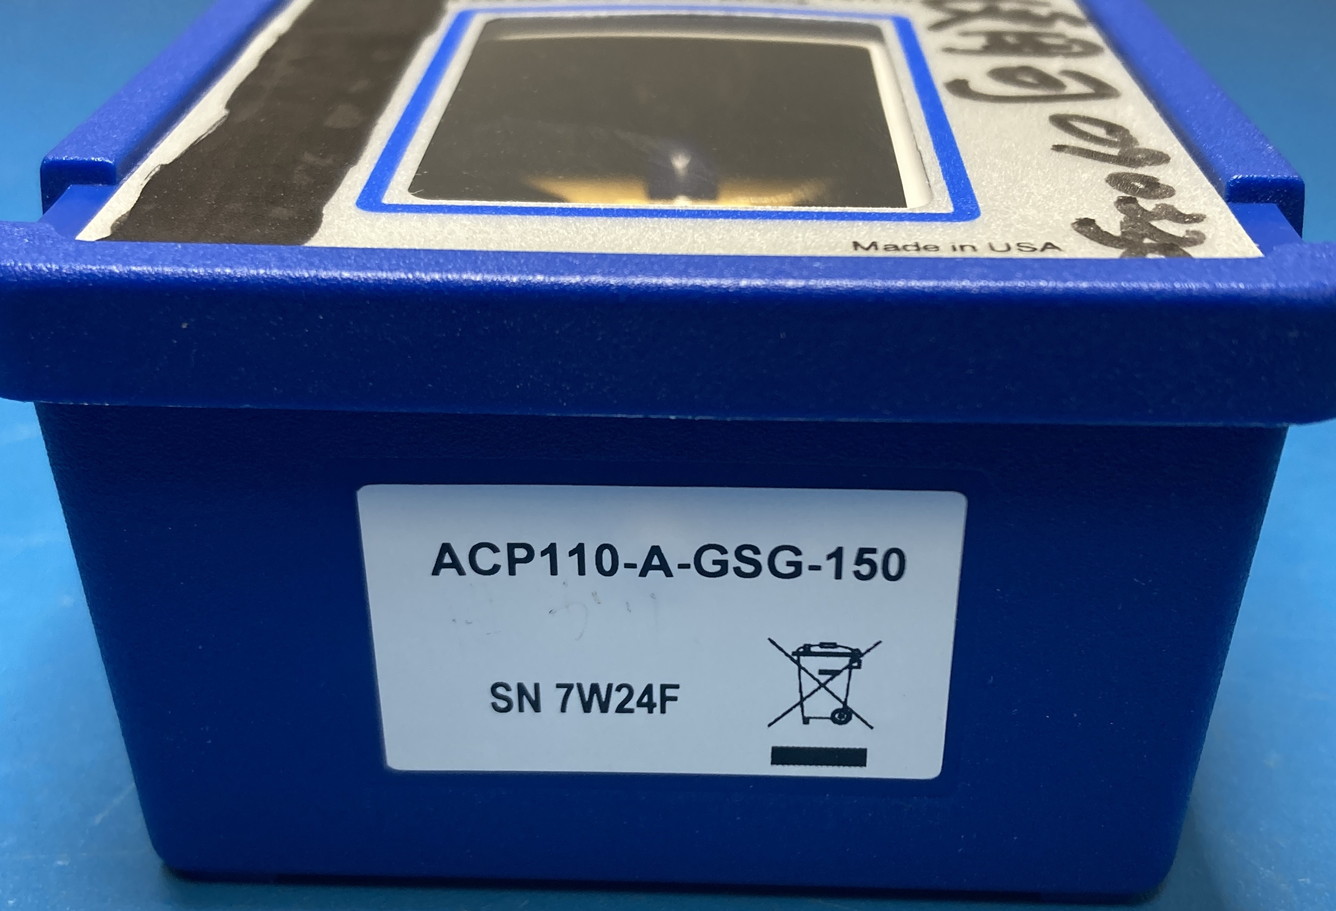 Made in USA
ACP110-A-GSG-150
SN 7W24F